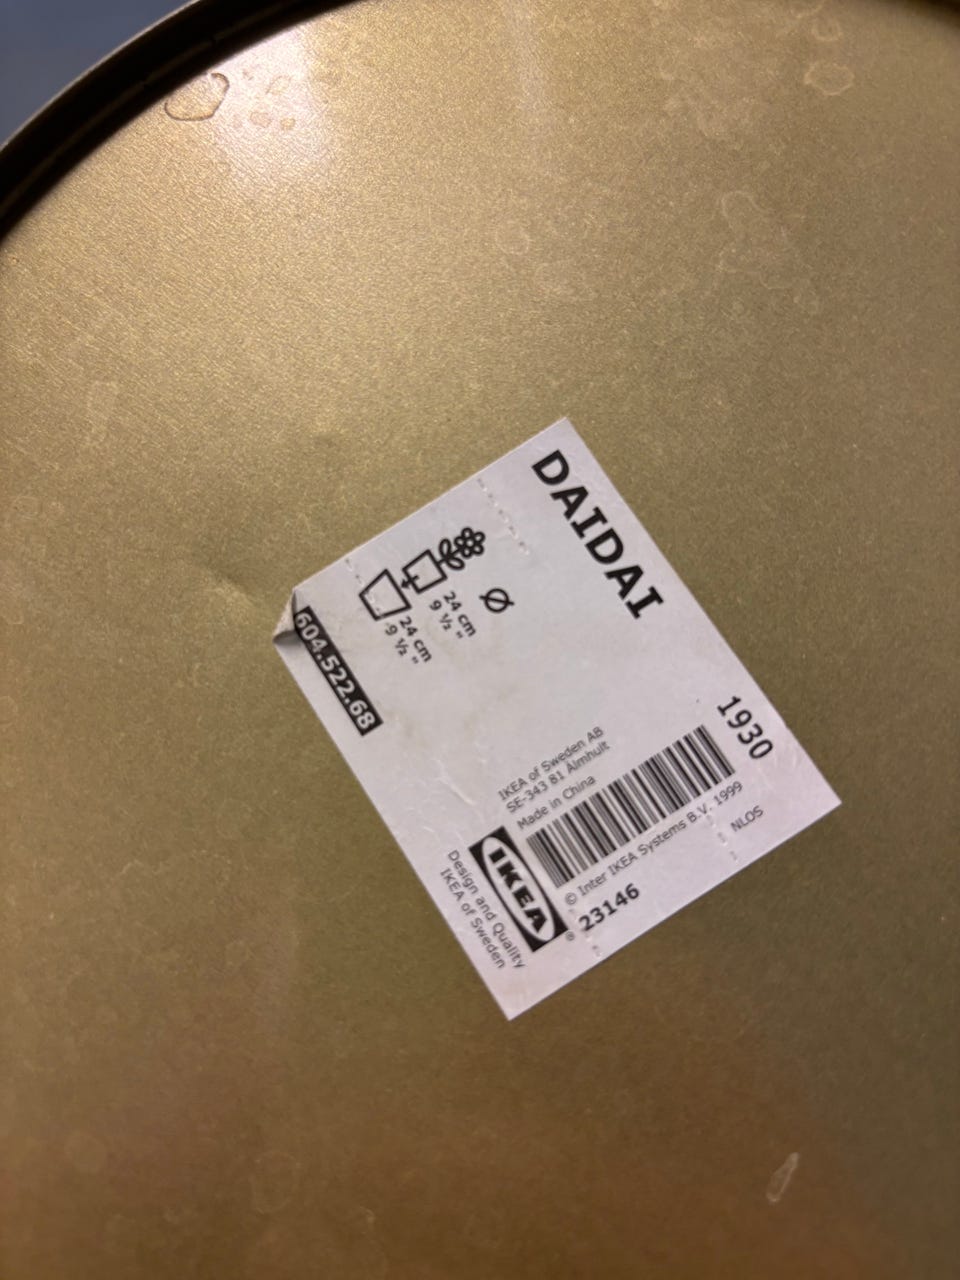 DAIDAI
Ø
24 cm
9 ½ "
24 cm
9 ½ "
604.522.68
1930
IKEA of Sweden AB
SE-343 81 Älmhult
Made in China
© Inter IKEA Systems B.V. 1999
NLOS
23146
IKEA
®
Design and Quality
IKEA of Sweden